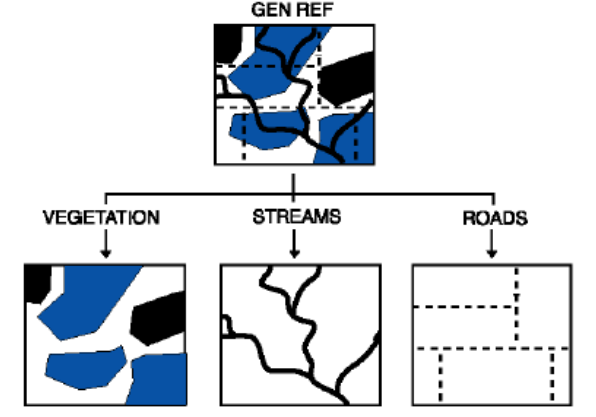 GEN REF
VEGETATION
STREAMS
ROADS